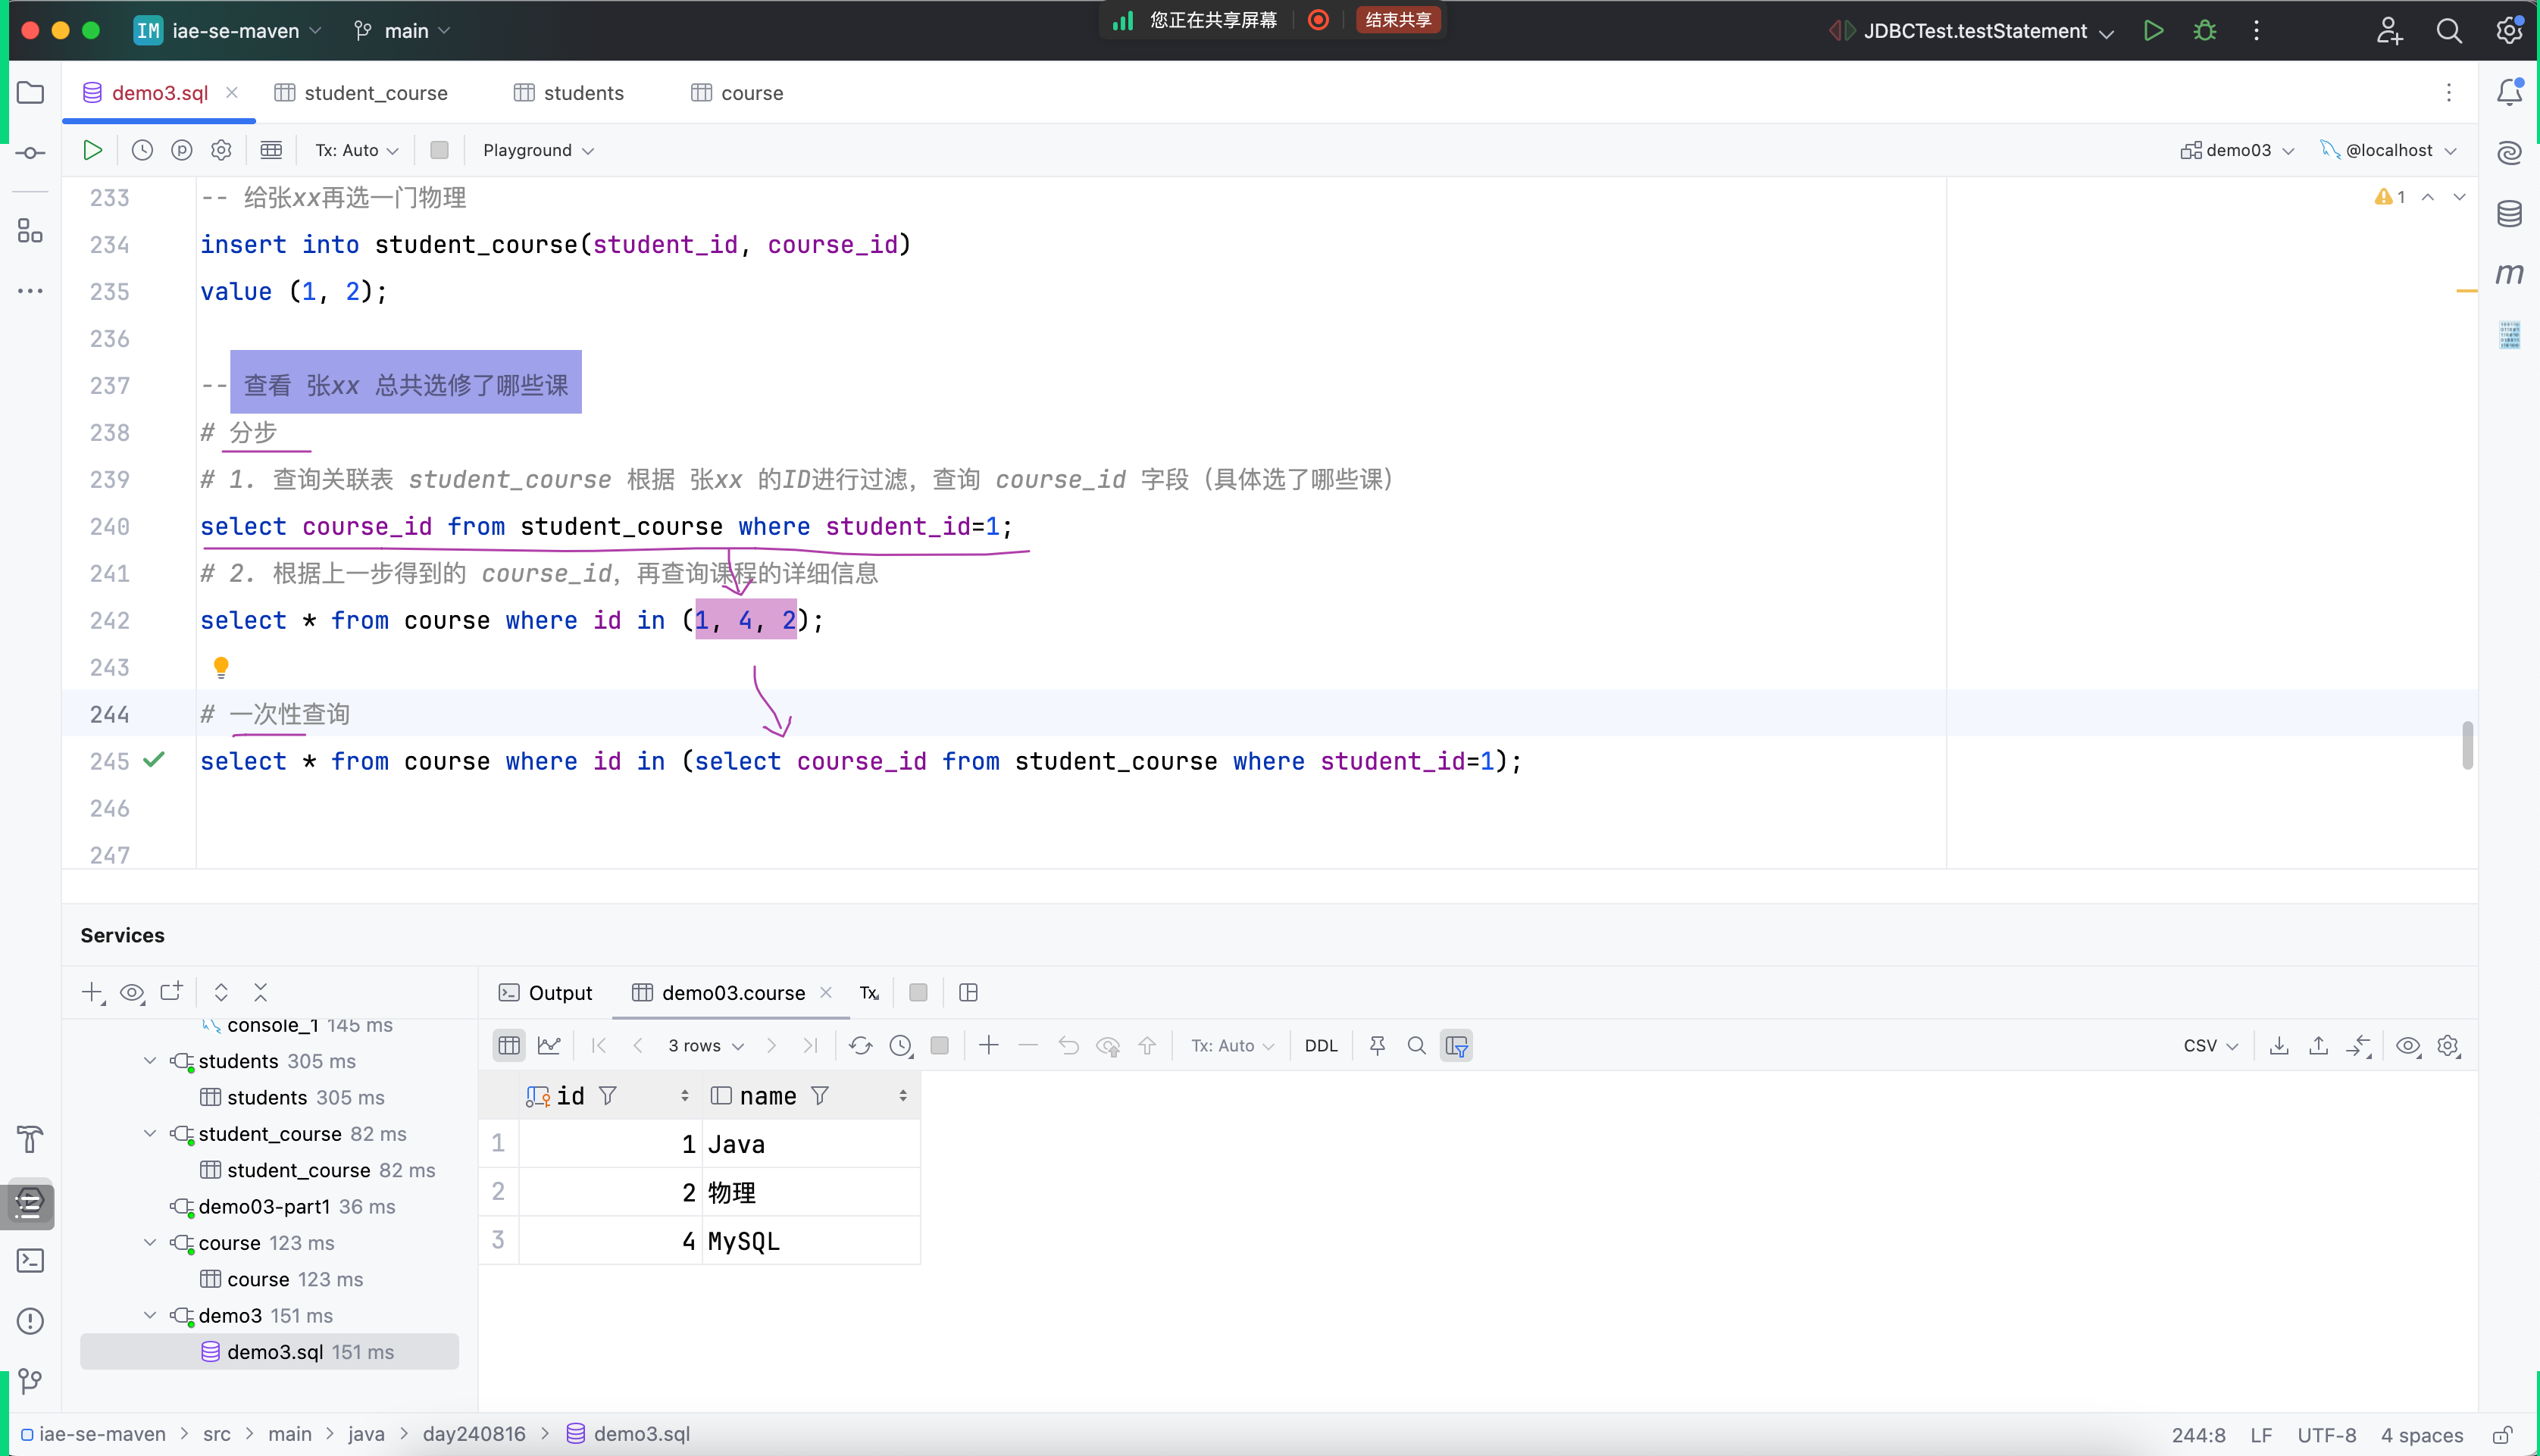 IM iae-se-maven main 您正在共享屏幕 结束共享 JDBCTest.testStatement
demo3.sql student_course students course
Tx: Auto Playground demo03 @localhost
233 -- 给张xx再选一门物理 1
234 insert into student_course(student_id, course_id)
235 value (1, 2);
236
237 -- 查看 张xx 总共选修了哪些课
238 # 分步
239 # 1. 查询关联表 student_course 根据 张xx 的ID进行过滤，查询 course_id 字段（具体选了哪些课）
240 select course_id from student_course where student_id=1;
241 # 2. 根据上一步得到的 course_id，再查询课程的详细信息
242 select * from course where id in (1, 4, 2);
243
244 # 一次性查询
245 select * from course where id in (select course_id from student_course where student_id=1);
246
247
Services
Output demo03.course Tx
console_1 145 ms
3 rows Tx: Auto DDL CSV
students 305 ms
students 305 ms
student_course 82 ms
student_course 82 ms
demo03-part1 36 ms
course 123 ms
course 123 ms
demo3 151 ms
demo3.sql 151 ms
id name
1 1 Java
2 2 物理
3 4 MySQL
iae-se-maven > src > main > java > day240816 > demo3.sql 244:8 LF UTF-8 4 spaces